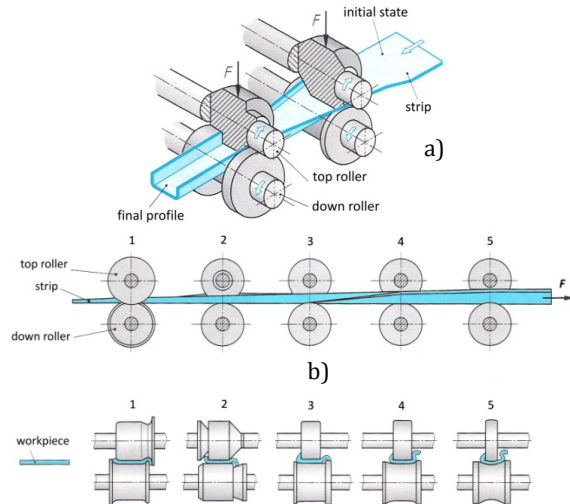 initial state
F
F
strip
a)
top roller
down roller
final profile
1 2 3 4 5
top roller
strip
F
down roller
b)
1 2 3 4 5
workpiece